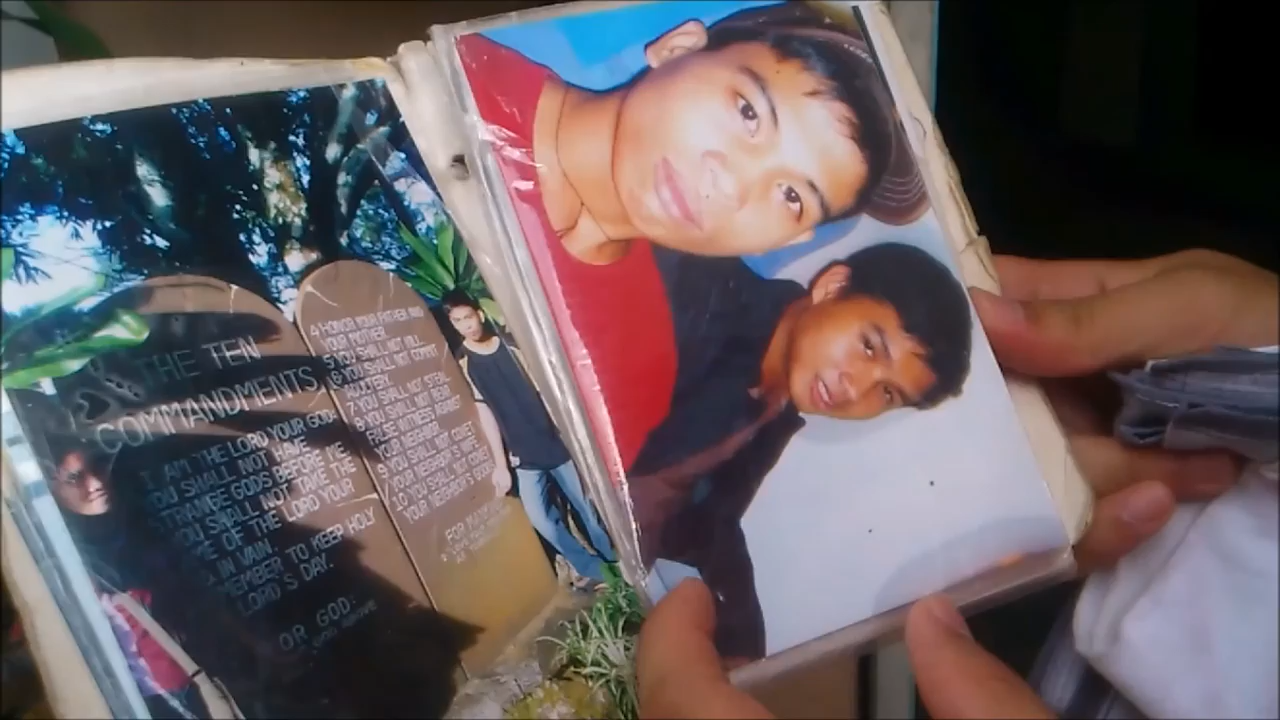 THE TEN
COMMANDMENTS
I AM THE LORD YOUR GOD:
YOU SHALL NOT HAVE
STRANGE GODS BEFORE ME.
YOU SHALL NOT TAKE THE
OF THE LORD YOUR
IN VAIN.
TO KEEP HOLY
LORD'S DAY.
OR GOD:
4 HONOR YOUR FATHER AND
YOUR MOTHER
5 YOU SHALL NOT KILL
6 YOU SHALL NOT COMMIT
ADULTERY.
7 YOU SHALL NOT STEAL
8 YOU SHALL NOT BEAR
FALSE WITNESS AGAINST
YOUR NEIGHBOR
9 YOU SHALL NOT COVET
YOUR NEIGHBOR'S WIFE
10 YOU SHALL NOT COVET
YOUR NEIGHBOR'S GOODS
FOR